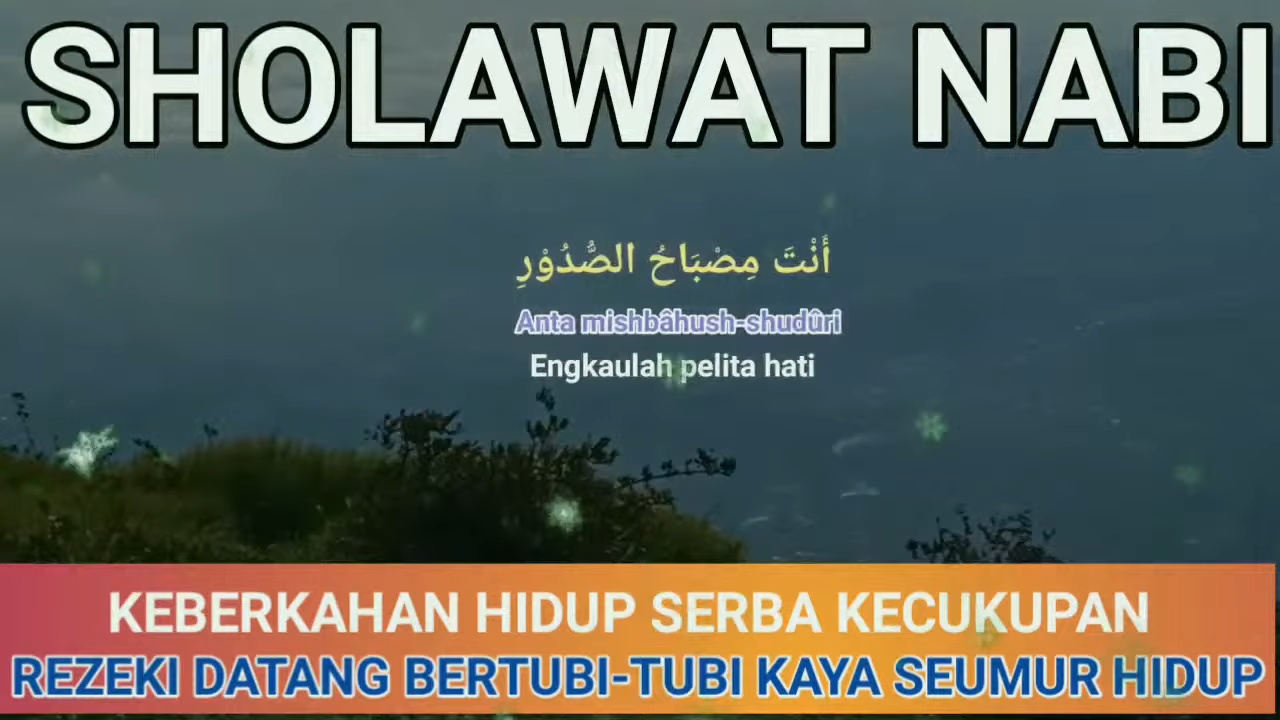 SHOLAWAT NABI
أَنْتَ مِصْبَاحُ الصُّدُوْرِ
Anta mishbâhush-shudûri
Engkaulah pelita hati
KEBERKAHAN HIDUP SERBA KECUKUPAN
REZEKI DATANG BERTUBI-TUBI KAYA SEUMUR HIDUP